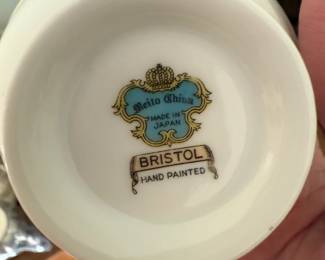 Meito China
MADE IN
JAPAN
BRISTOL
HAND PAINTED